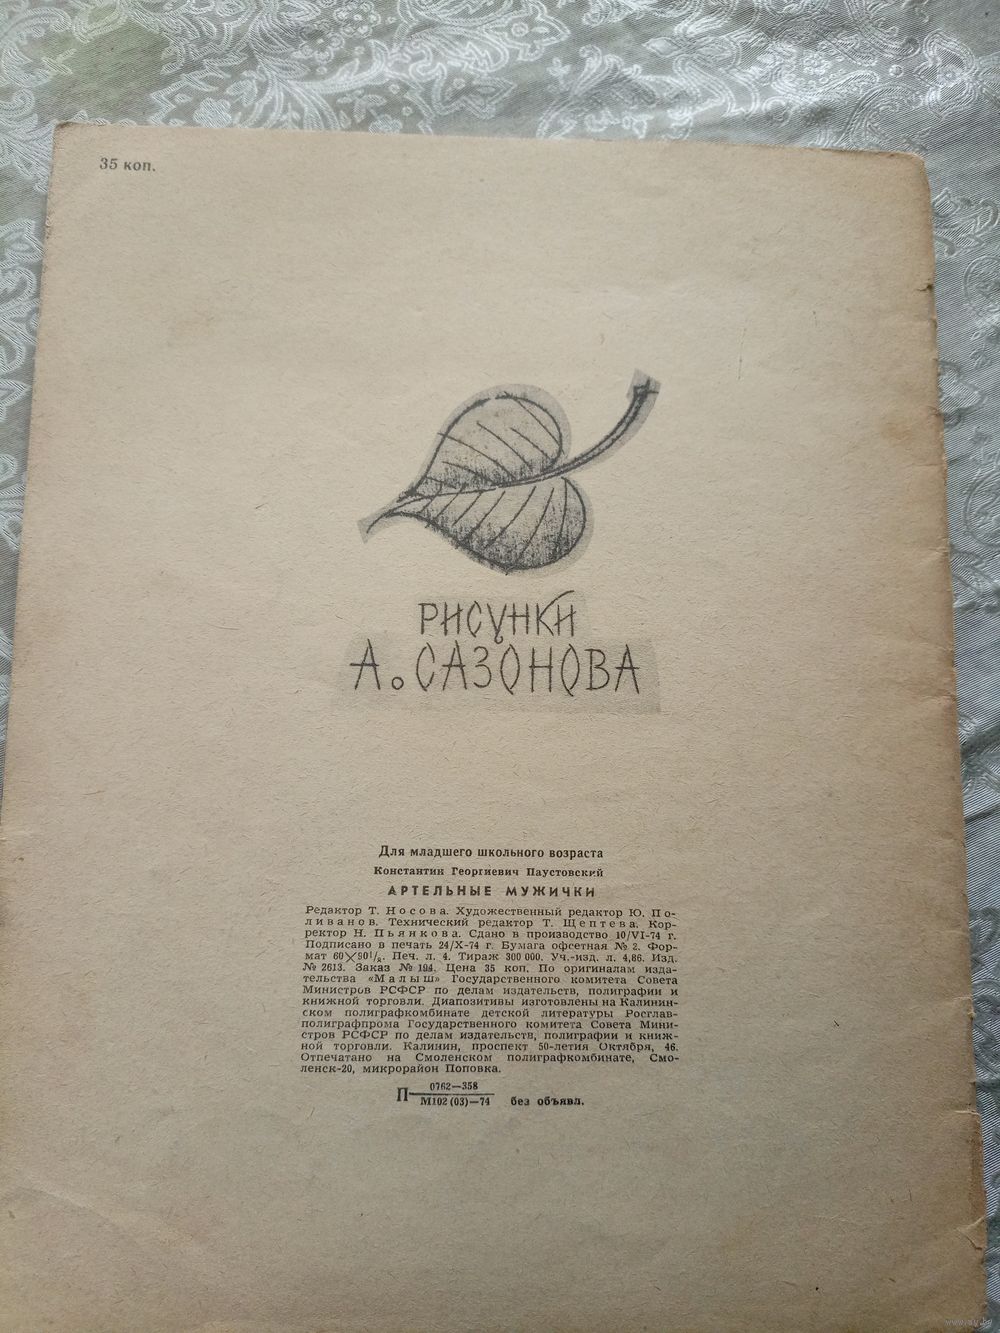 35 коп.
РИСУНКИ
А. САЗОНОВА
Для младшего школьного возраста
Константин Георгиевич Паустовский
АРТЕЛЬНЫЕ МУЖИЧКИ
Редактор Т. Носова. Художественный редактор Ю. По-
ливанов. Технический редактор Т. Щептева. Кор-
ректор Н. Пьянкова. Сдано в производство 10/VI-74 г.
Подписано в печать 24/X-74 г. Бумага офсетная № 2. Фор-
мат 60×90¹/₈. Печ. л. 4. Тираж 300 000. Уч.-изд. л. 4,86. Изд.
№ 2613. Заказ № 194. Цена 35 коп. По оригиналам изда-
тельства «Малыш» Государственного комитета Совета
Министров РСФСР по делам издательств, полиграфии и
книжной торговли. Диапозитивы изготовлены на Калинин-
ском полиграфкомбинате детской литературы Росглав-
полиграфпрома Государственного комитета Совета Мини-
стров РСФСР по делам издательств, полиграфии и книж-
ной торговли. Калинин, проспект 50-летия Октября, 46.
Отпечатано на Смоленском полиграфкомбинате, Смо-
ленск-20, микрорайон Поповка.
П 0762—358
М102(03)—74 без объявл.
www.ay.by